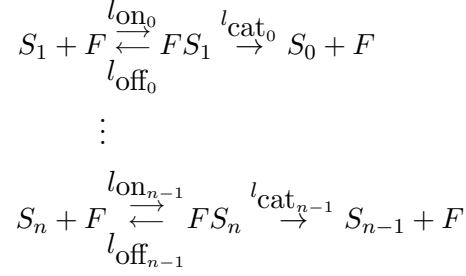 S_1 + F \underset{l_{\text{off}_0}}{\overset{l_{\text{on}_0}}{\rightleftarrows}} FS_1 \overset{l_{\text{cat}_0}}{\rightarrow} S_0 + F
⋮
S_n + F \underset{l_{\text{off}_{n-1}}}{\overset{l_{\text{on}_{n-1}}}{\rightleftarrows}} FS_n \overset{l_{\text{cat}_{n-1}}}{\rightarrow} S_{n-1} + F